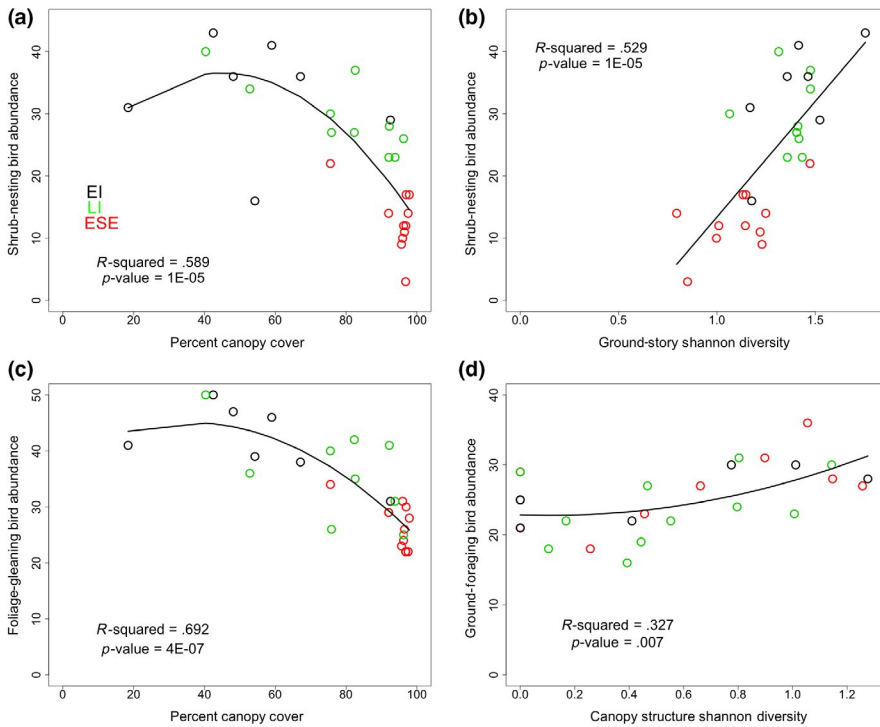 (a)
Shrub-nesting bird abundance
0 10 20 30 40
EI
LI
ESE
R-squared = .589
p-value = 1E-05
0 20 40 60 80 100
Percent canopy cover
(b)
Shrub-nesting bird abundance
0 10 20 30 40
R-squared = .529
p-value = 1E-05
0.0 0.5 1.0 1.5
Ground-story shannon diversity
(c)
Foliage-gleaning bird abundance
0 10 20 30 40 50
R-squared = .692
p-value = 4E-07
0 20 40 60 80 100
Percent canopy cover
(d)
Ground-foraging bird abundance
0 10 20 30 40
R-squared = .327
p-value = .007
0.0 0.2 0.4 0.6 0.8 1.0 1.2
Canopy structure shannon diversity